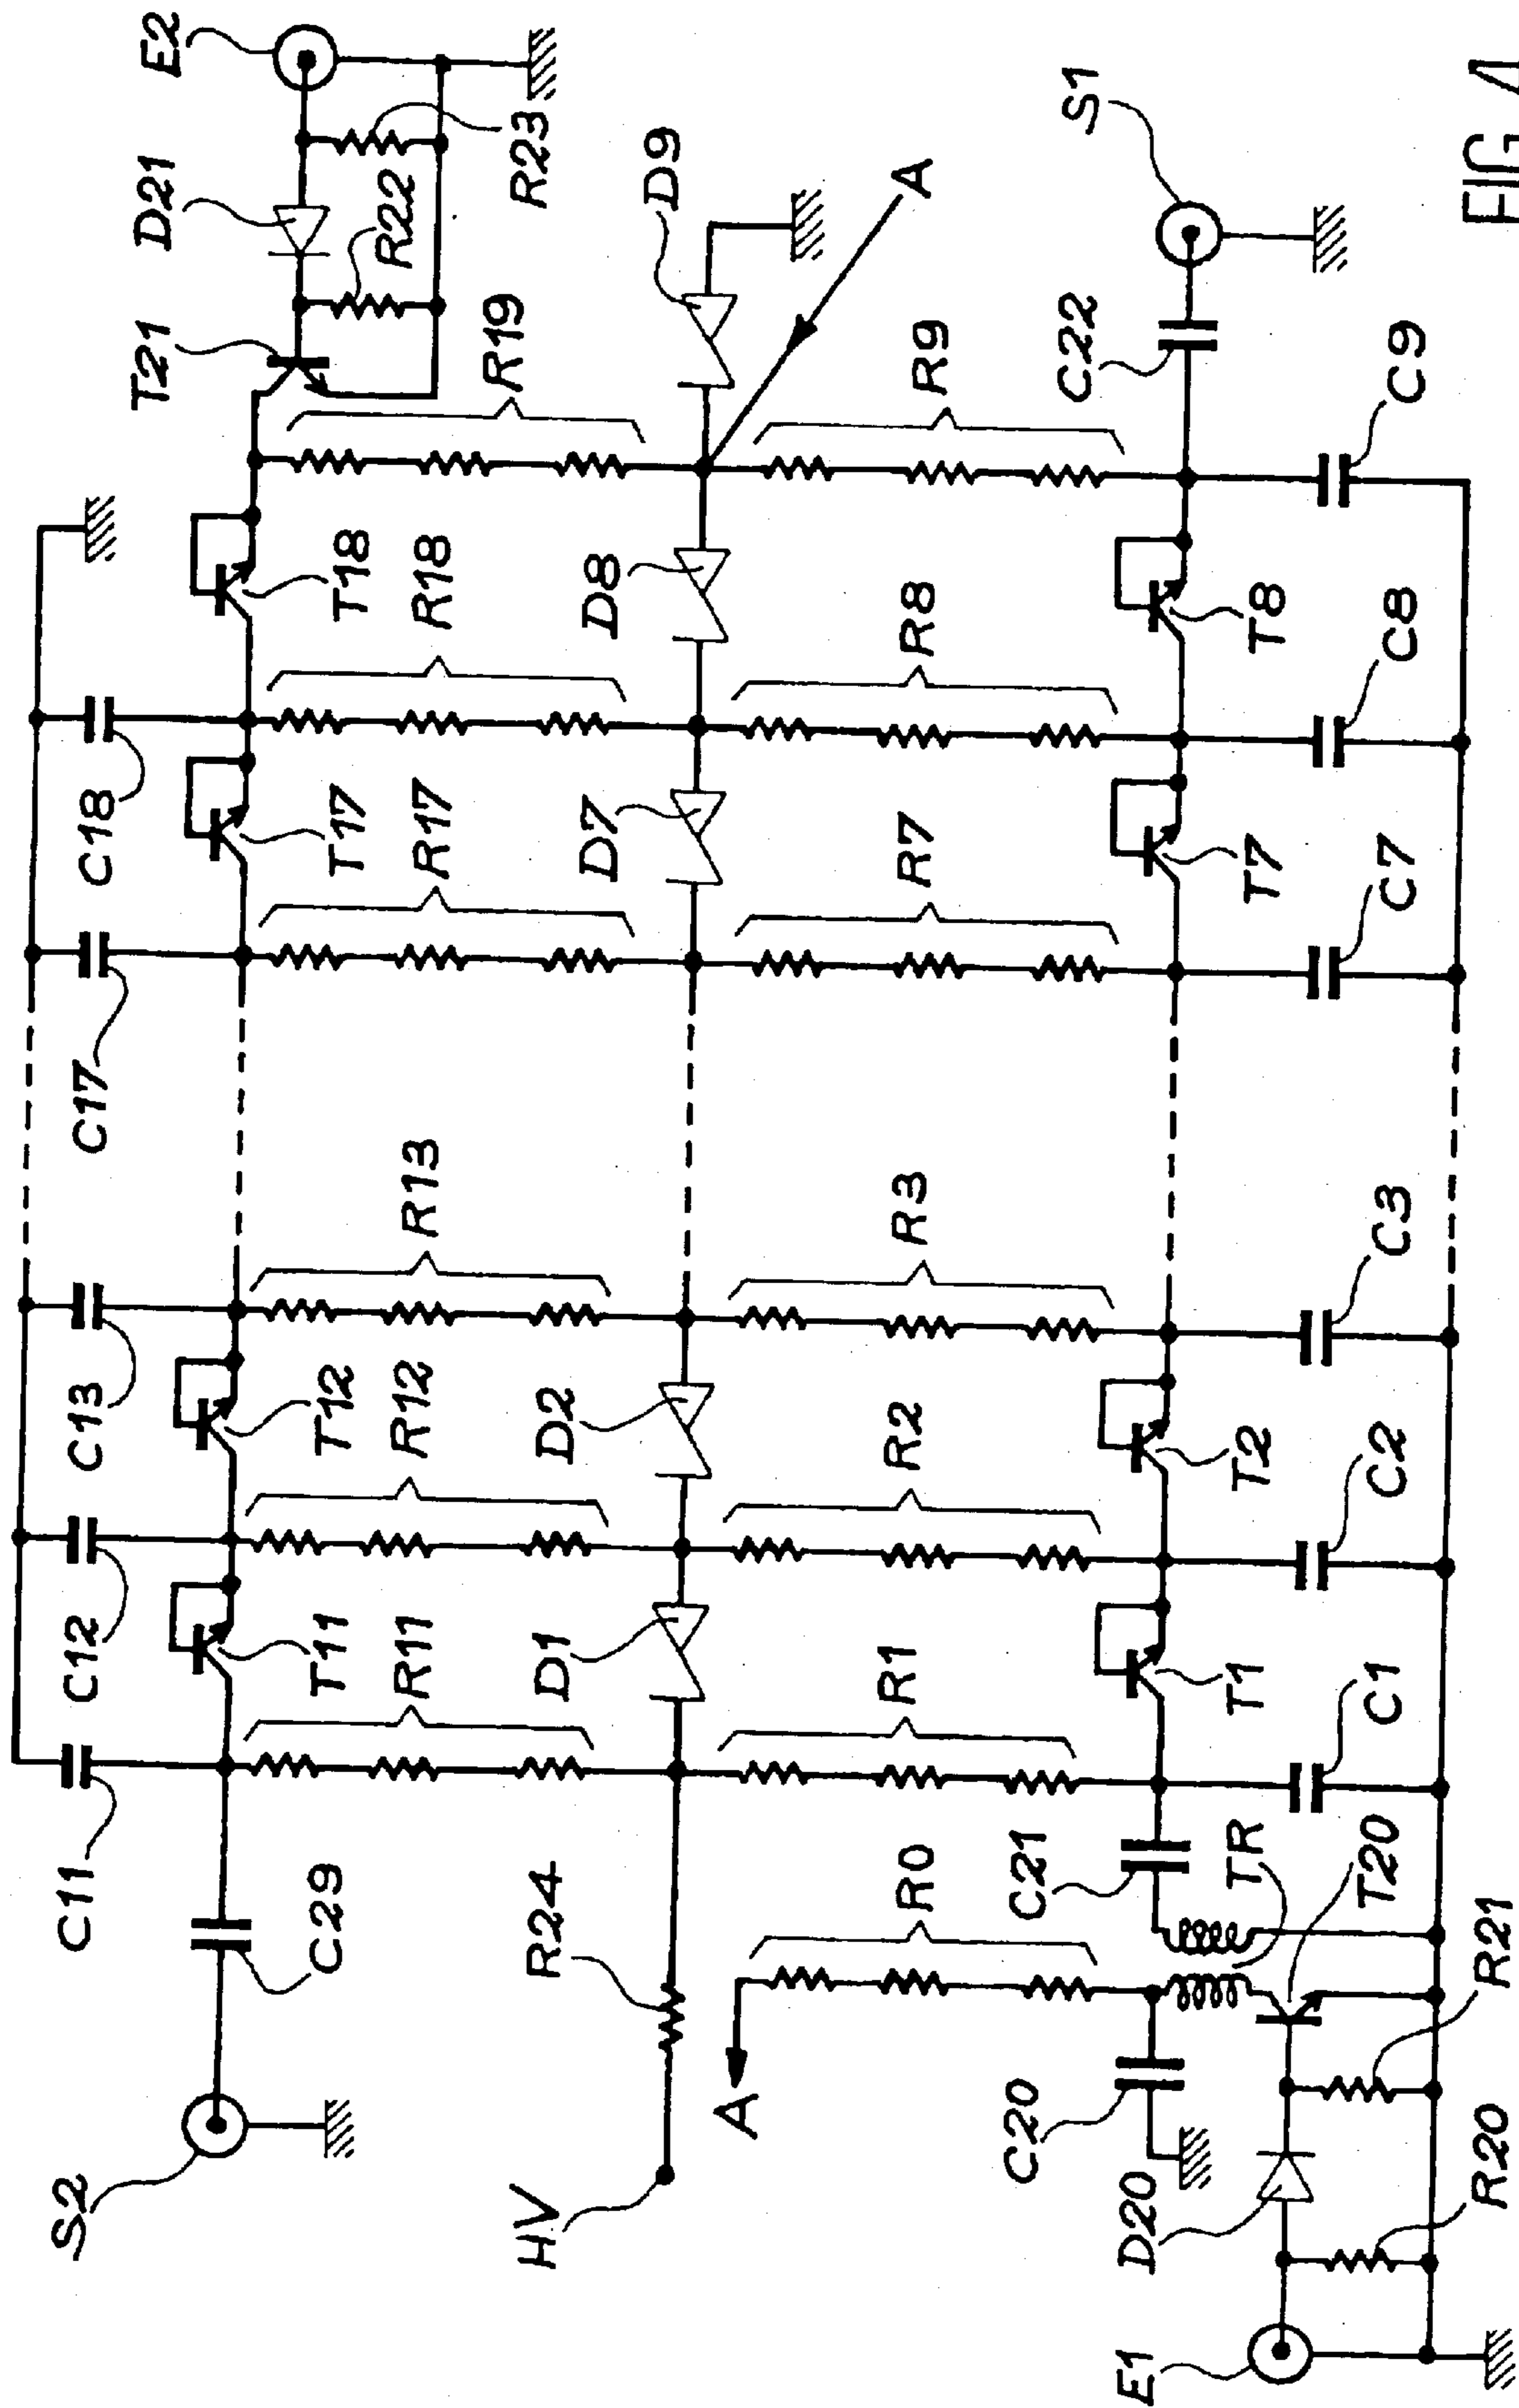 S2
C29
C11
C12
C13
C17
C18
T11
T12
T17
T18
T21
D21
E2
R11
R12
R13
R17
R18
R19
R22
R23
HV
R24
D1
D2
D7
D8
D9
A
A
R0
R1
R2
R3
R7
R8
R9
C20
C21
TR
T20
T1
T2
T7
T8
C22
S1
E1
D20
R20
R21
C1
C2
C3
C7
C8
C9
FIG. 4